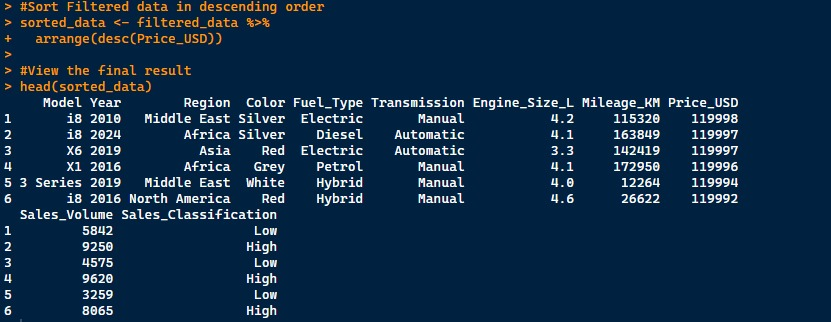 > #Sort Filtered data in descending order
> sorted_data <- filtered_data %>%
+   arrange(desc(Price_USD))
>
> #View the final result
> head(sorted_data)
     Model Year        Region  Color Fuel_Type Transmission Engine_Size_L Mileage_KM Price_USD
1       i8 2010   Middle East Silver  Electric       Manual           4.2     115320    119998
2       i8 2024        Africa Silver    Diesel    Automatic           4.1     163849    119997
3       X6 2019          Asia    Red  Electric    Automatic           3.3     142419    119997
4       X1 2016        Africa   Grey    Petrol       Manual           4.1     172950    119996
5 3 Series 2019   Middle East  White    Hybrid       Manual           4.0      12264    119994
6       i8 2016 North America    Red    Hybrid       Manual           4.6      26622    119992
  Sales_Volume Sales_Classification
1         5842                  Low
2         9250                 High
3         4575                  Low
4         9620                 High
5         3259                  Low
6         8065                 High